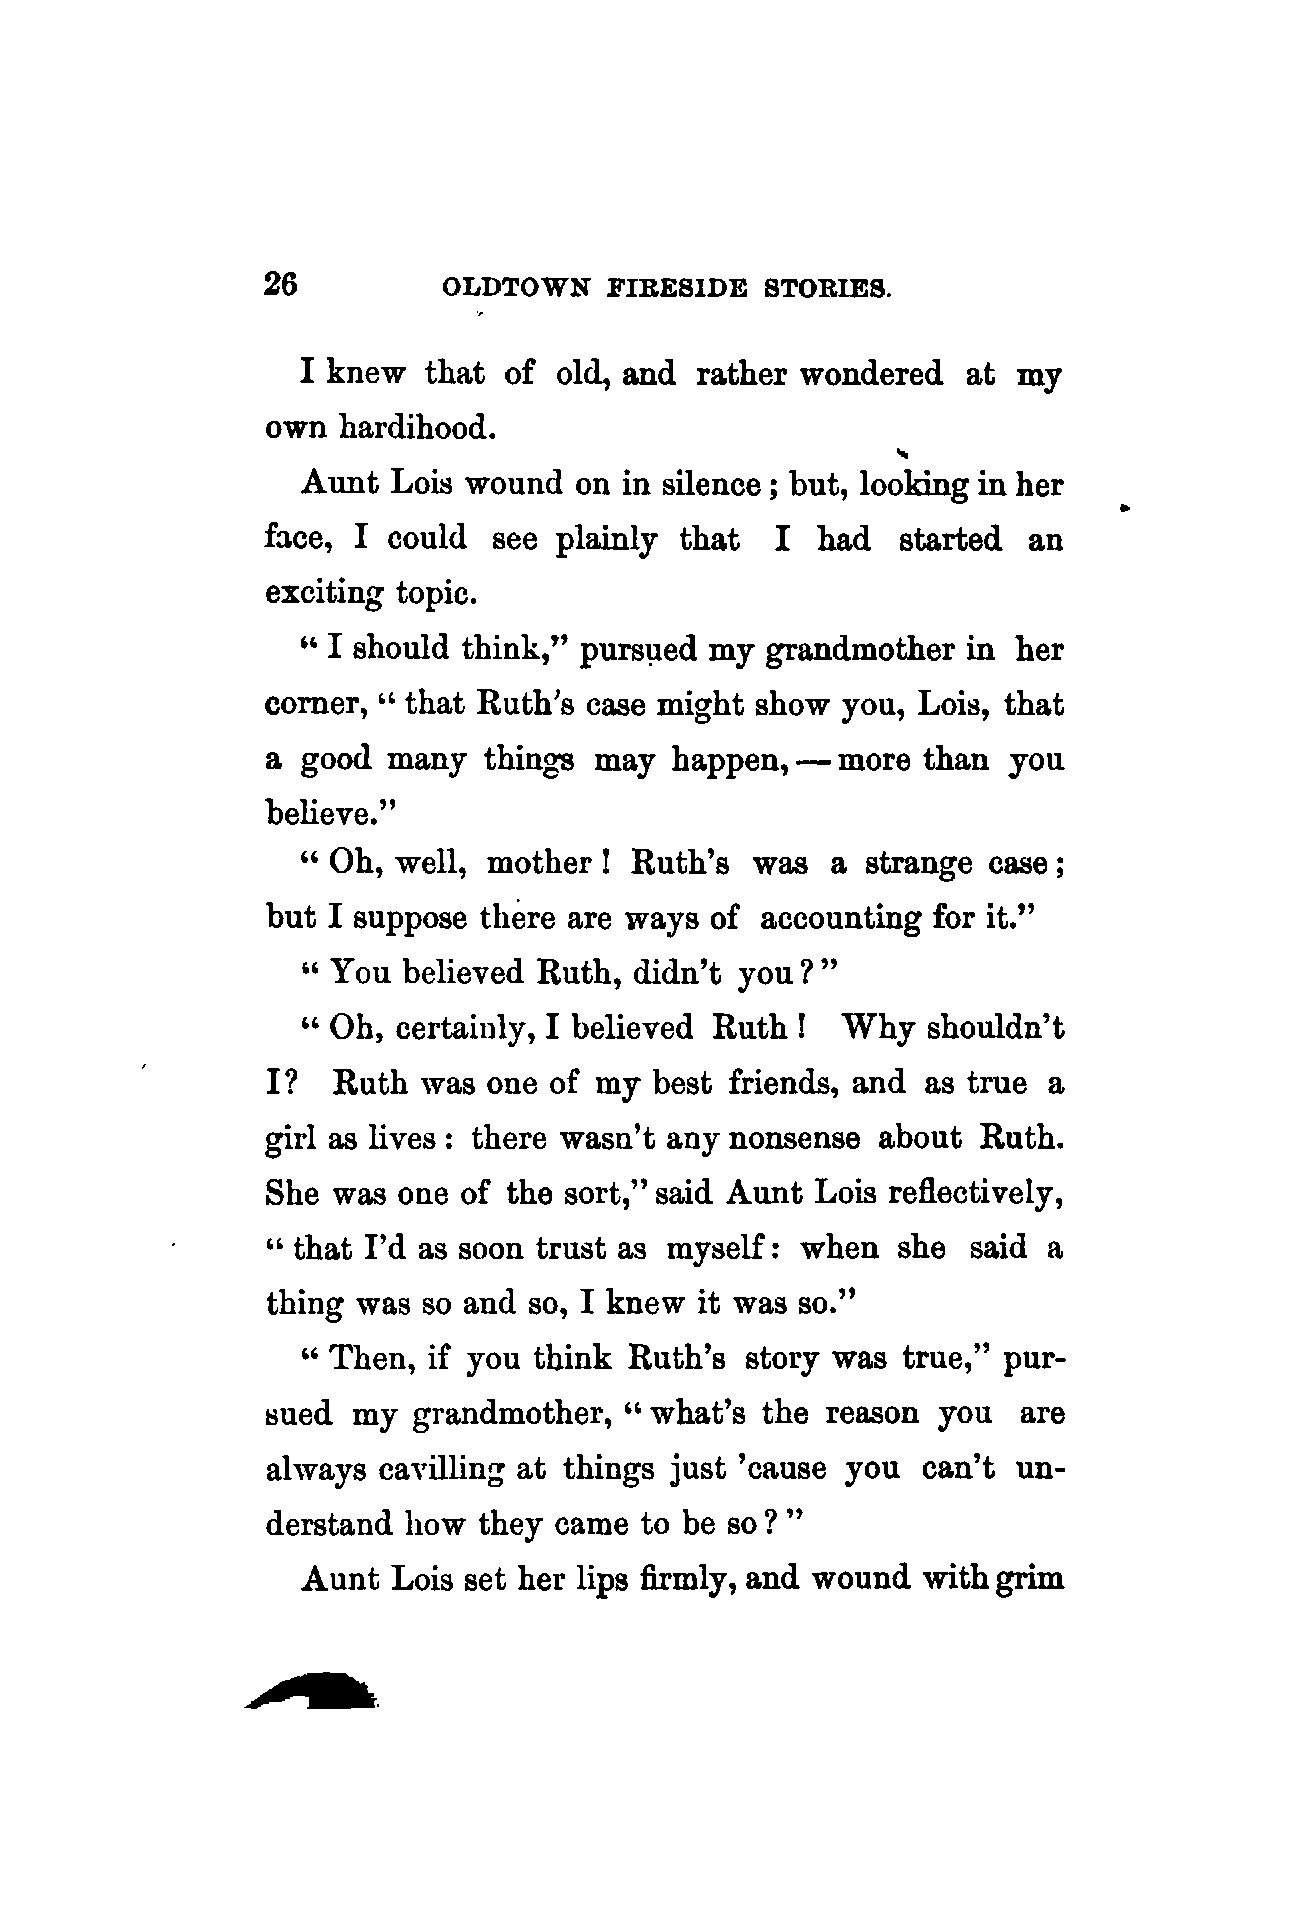 26 OLDTOWN FIRESIDE STORIES.
I knew that of old, and rather wondered at my
own hardihood.
Aunt Lois wound on in silence; but, looking in her
face, I could see plainly that I had started an
exciting topic.
"I should think," pursued my grandmother in her
corner, "that Ruth's case might show you, Lois, that
a good many things may happen,—more than you
believe."
"Oh, well, mother! Ruth's was a strange case;
but I suppose there are ways of accounting for it."
"You believed Ruth, didn't you?"
"Oh, certainly, I believed Ruth! Why shouldn't
I? Ruth was one of my best friends, and as true a
girl as lives: there wasn't any nonsense about Ruth.
She was one of the sort," said Aunt Lois reflectively,
"that I'd as soon trust as myself: when she said a
thing was so and so, I knew it was so."
"Then, if you think Ruth's story was true," pur-
sued my grandmother, "what's the reason you are
always cavilling at things just 'cause you can't un-
derstand how they came to be so?"
Aunt Lois set her lips firmly, and wound with grim